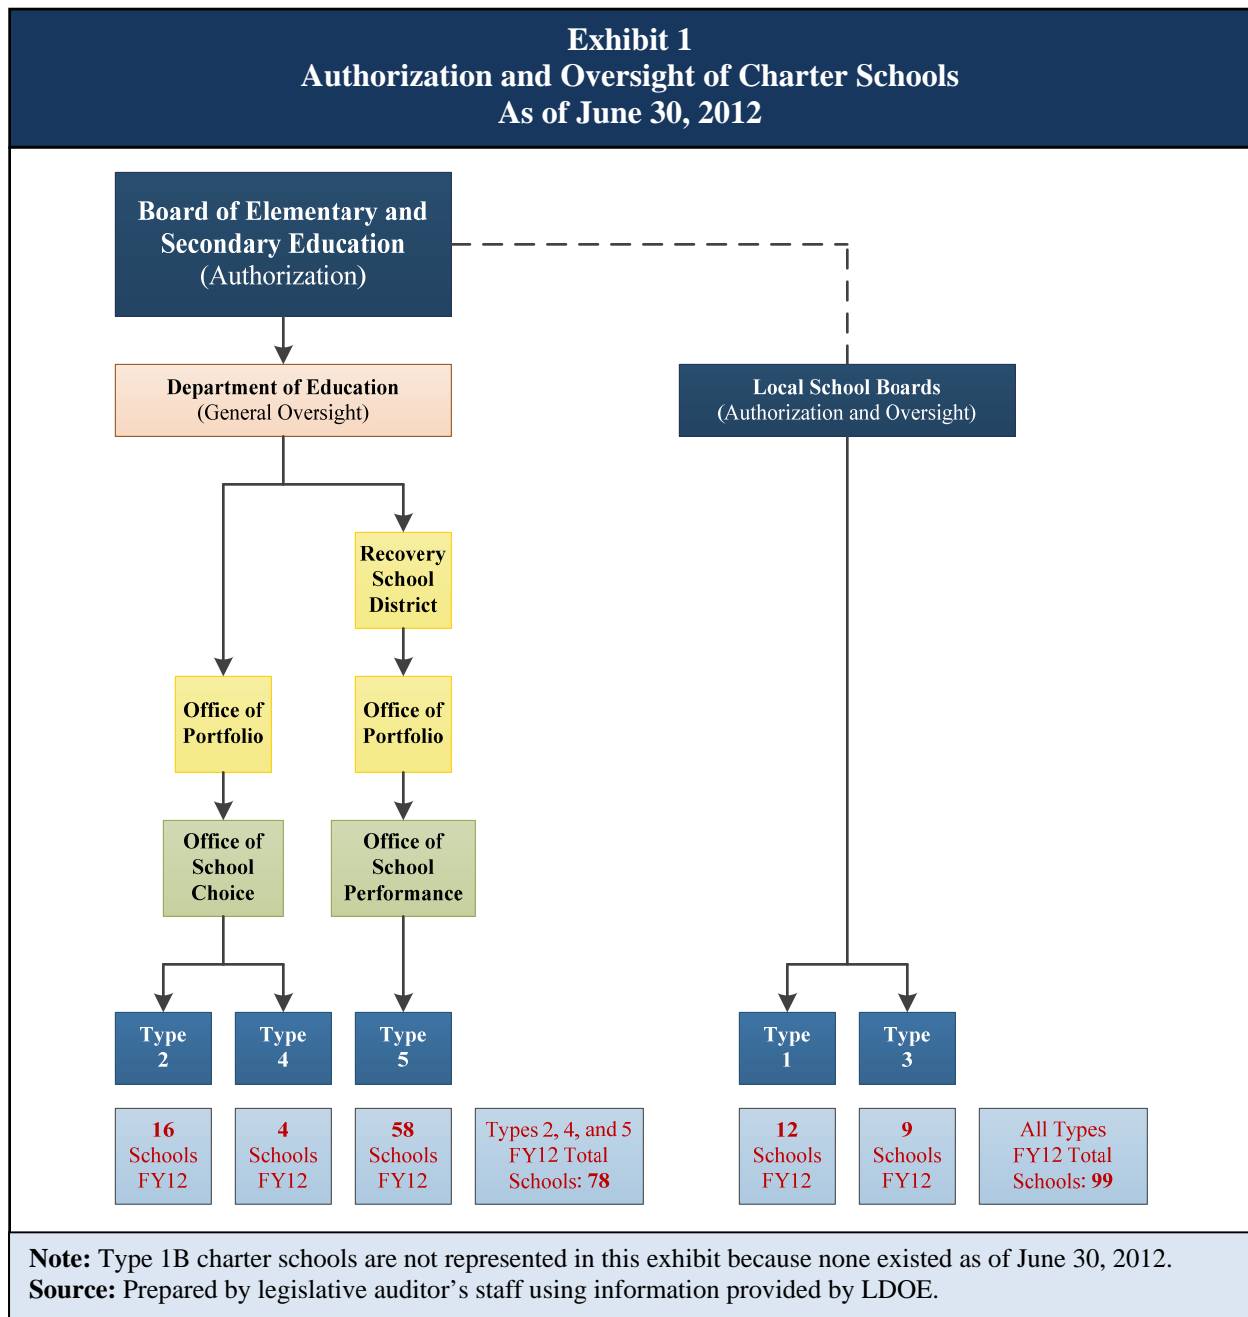 Exhibit 1
Authorization and Oversight of Charter Schools
As of June 30, 2012
Board of Elementary and
Secondary Education
(Authorization)
Department of Education
(General Oversight)
Local School Boards
(Authorization and Oversight)
Recovery
School
District
Office of
Portfolio
Office of
Portfolio
Office of
School
Choice
Office of
School
Performance
Type
2
Type
4
Type
5
Type
1
Type
3
16
Schools
FY12
4
Schools
FY12
58
Schools
FY12
Types 2, 4, and 5
FY12 Total
Schools: 78
12
Schools
FY12
9
Schools
FY12
All Types
FY12 Total
Schools: 99
Note: Type 1B charter schools are not represented in this exhibit because none existed as of June 30, 2012.
Source: Prepared by legislative auditor’s staff using information provided by LDOE.